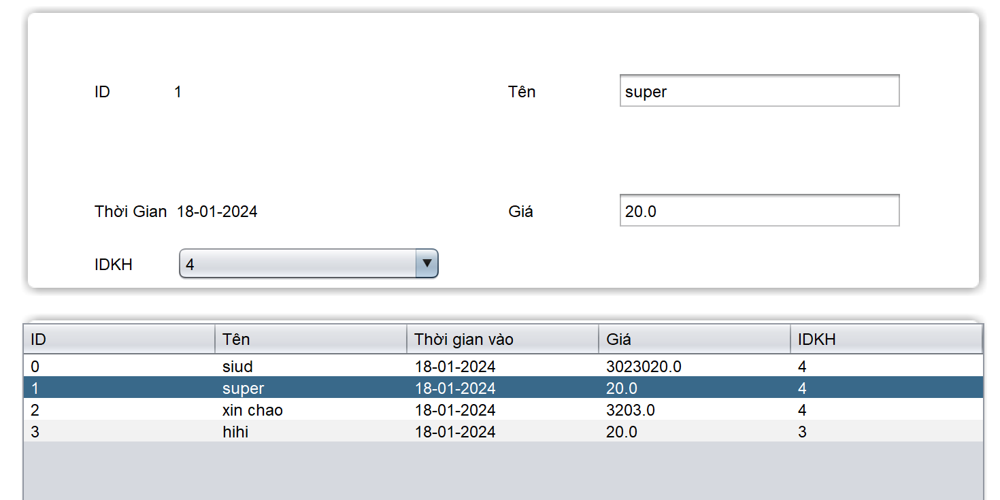 ID 1 Tên super
Thời Gian 18-01-2024 Giá 20.0
IDKH 4
ID Tên Thời gian vào Giá IDKH
0 siud 18-01-2024 3023020.0 4
1 super 18-01-2024 20.0 4
2 xin chao 18-01-2024 3203.0 4
3 hihi 18-01-2024 20.0 3